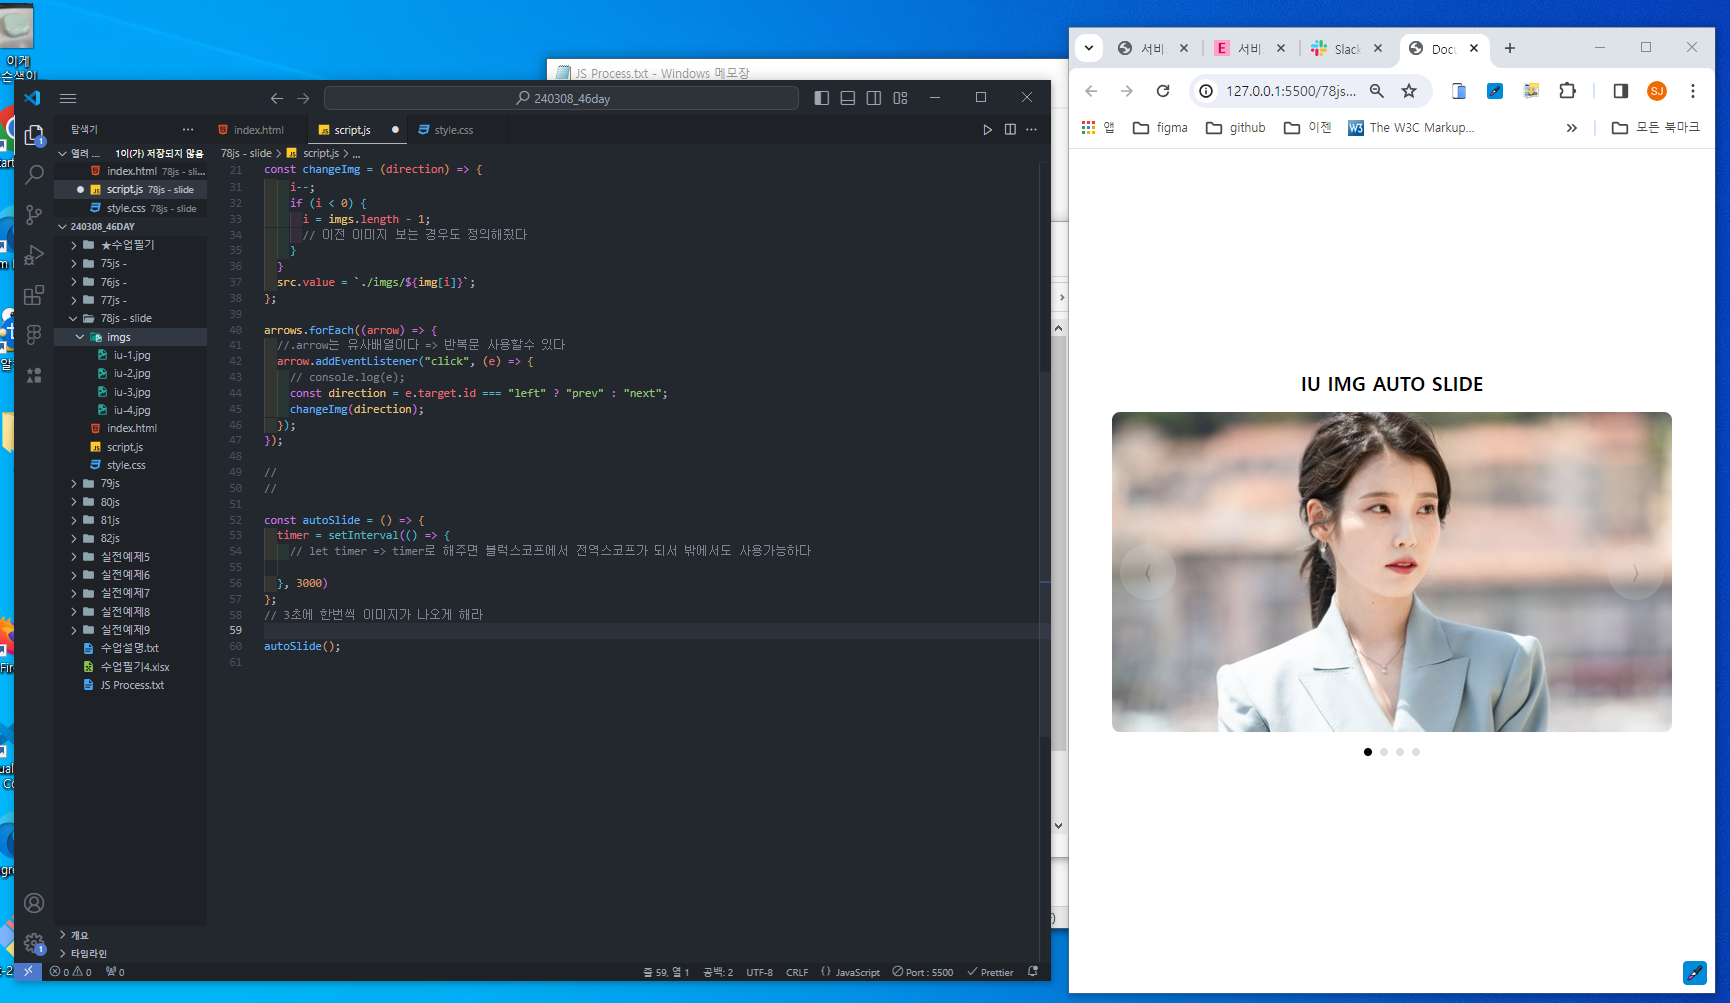 이게
손색이
JS Process.txt - Windows 메모장
240308_46day
탐색기
index.html
script.js
style.css
열려 ... 1이(가) 저장되지 않음
index.html 78js - sli...
script.js 78js - slide
style.css 78js - slide
240308_46DAY
★수업필기
75js -
76js -
77js -
78js - slide
imgs
iu-1.jpg
iu-2.jpg
iu-3.jpg
iu-4.jpg
index.html
script.js
style.css
79js
80js
81js
82js
실전예제5
실전예제6
실전예제7
실전예제8
실전예제9
수업설명.txt
수업필기4.xlsx
JS Process.txt
개요
타임라인
78js - slide > script.js > ...
21 const changeImg = (direction) => {
31 i--;
32 if (i < 0) {
33 i = imgs.length - 1;
34 // 이전 이미지 보는 경우도 정의해줬다
35 }
36 }
37 src.value = `./imgs/${img[i]}`;
38 };
39
40 arrows.forEach((arrow) => {
41 //.arrow는 유사배열이다 => 반복문 사용할수 있다
42 arrow.addEventListener("click", (e) => {
43 // console.log(e);
44 const direction = e.target.id === "left" ? "prev" : "next";
45 changeImg(direction);
46 });
47 });
48
49 //
50 //
51
52 const autoSlide = () => {
53 timer = setInterval(() => {
54 // let timer => timer로 해주면 블럭스코프에서 전역스코프가 되서 밖에서도 사용가능하다
55
56 }, 3000)
57 };
58 // 3초에 한번씩 이미지가 나오게 해라
59
60 autoSlide();
61
0 0 0
줄 59, 열 1 공백: 2 UTF-8 CRLF {} JavaScript Port : 5500 Prettier
서비
서비
Slack
Docu
127.0.0.1:5500/78js...
SJ
앱 figma github 이젠 The W3C Markup... » 모든 북마크
IU IMG AUTO SLIDE